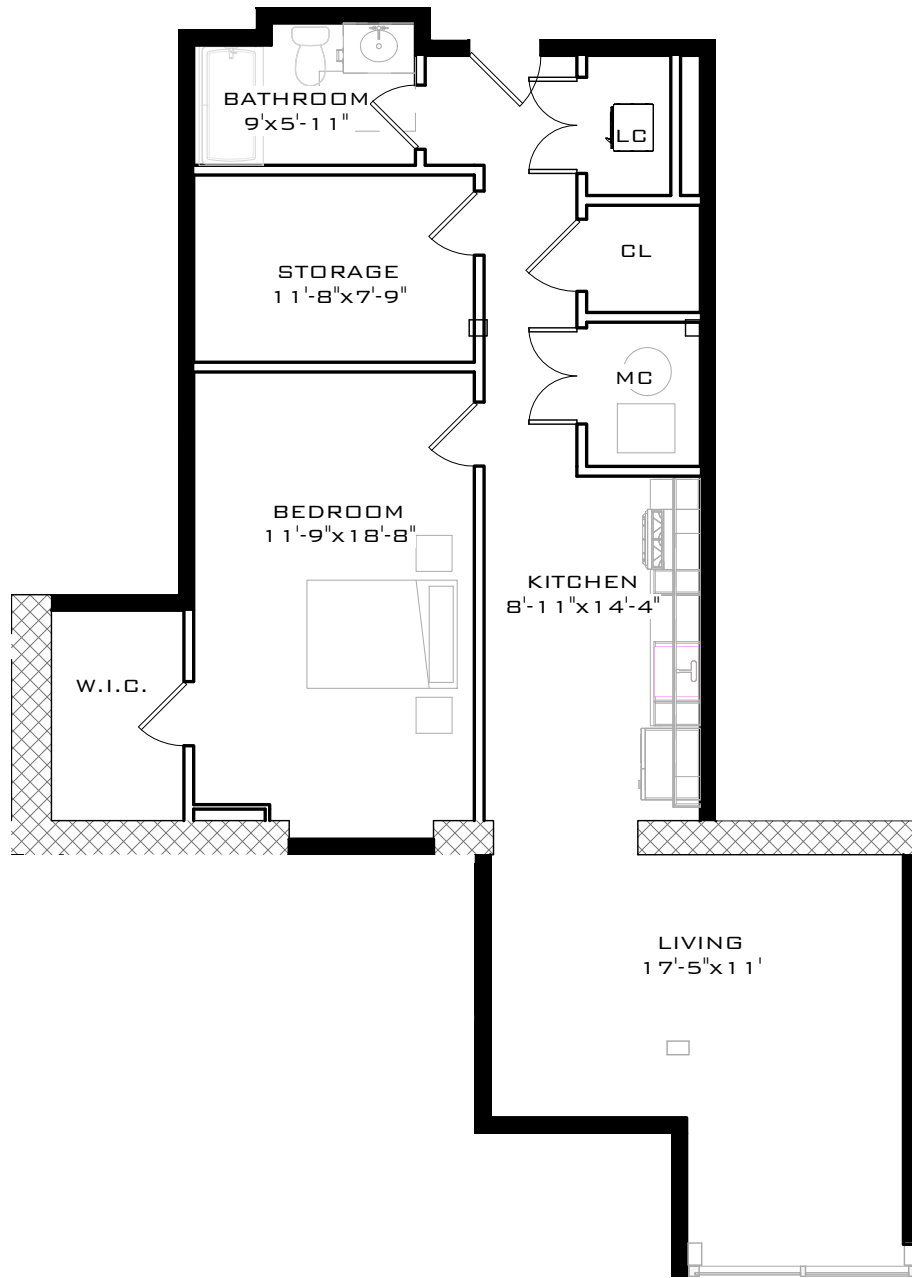 BATHROOM
9'x5'-11"
LC
STORAGE
11'-8"x7'-9"
CL
MC
BEDROOM
11'-9"x18'-8"
KITCHEN
8'-11"x14'-4"
W.I.C.
LIVING
17'-5"x11'